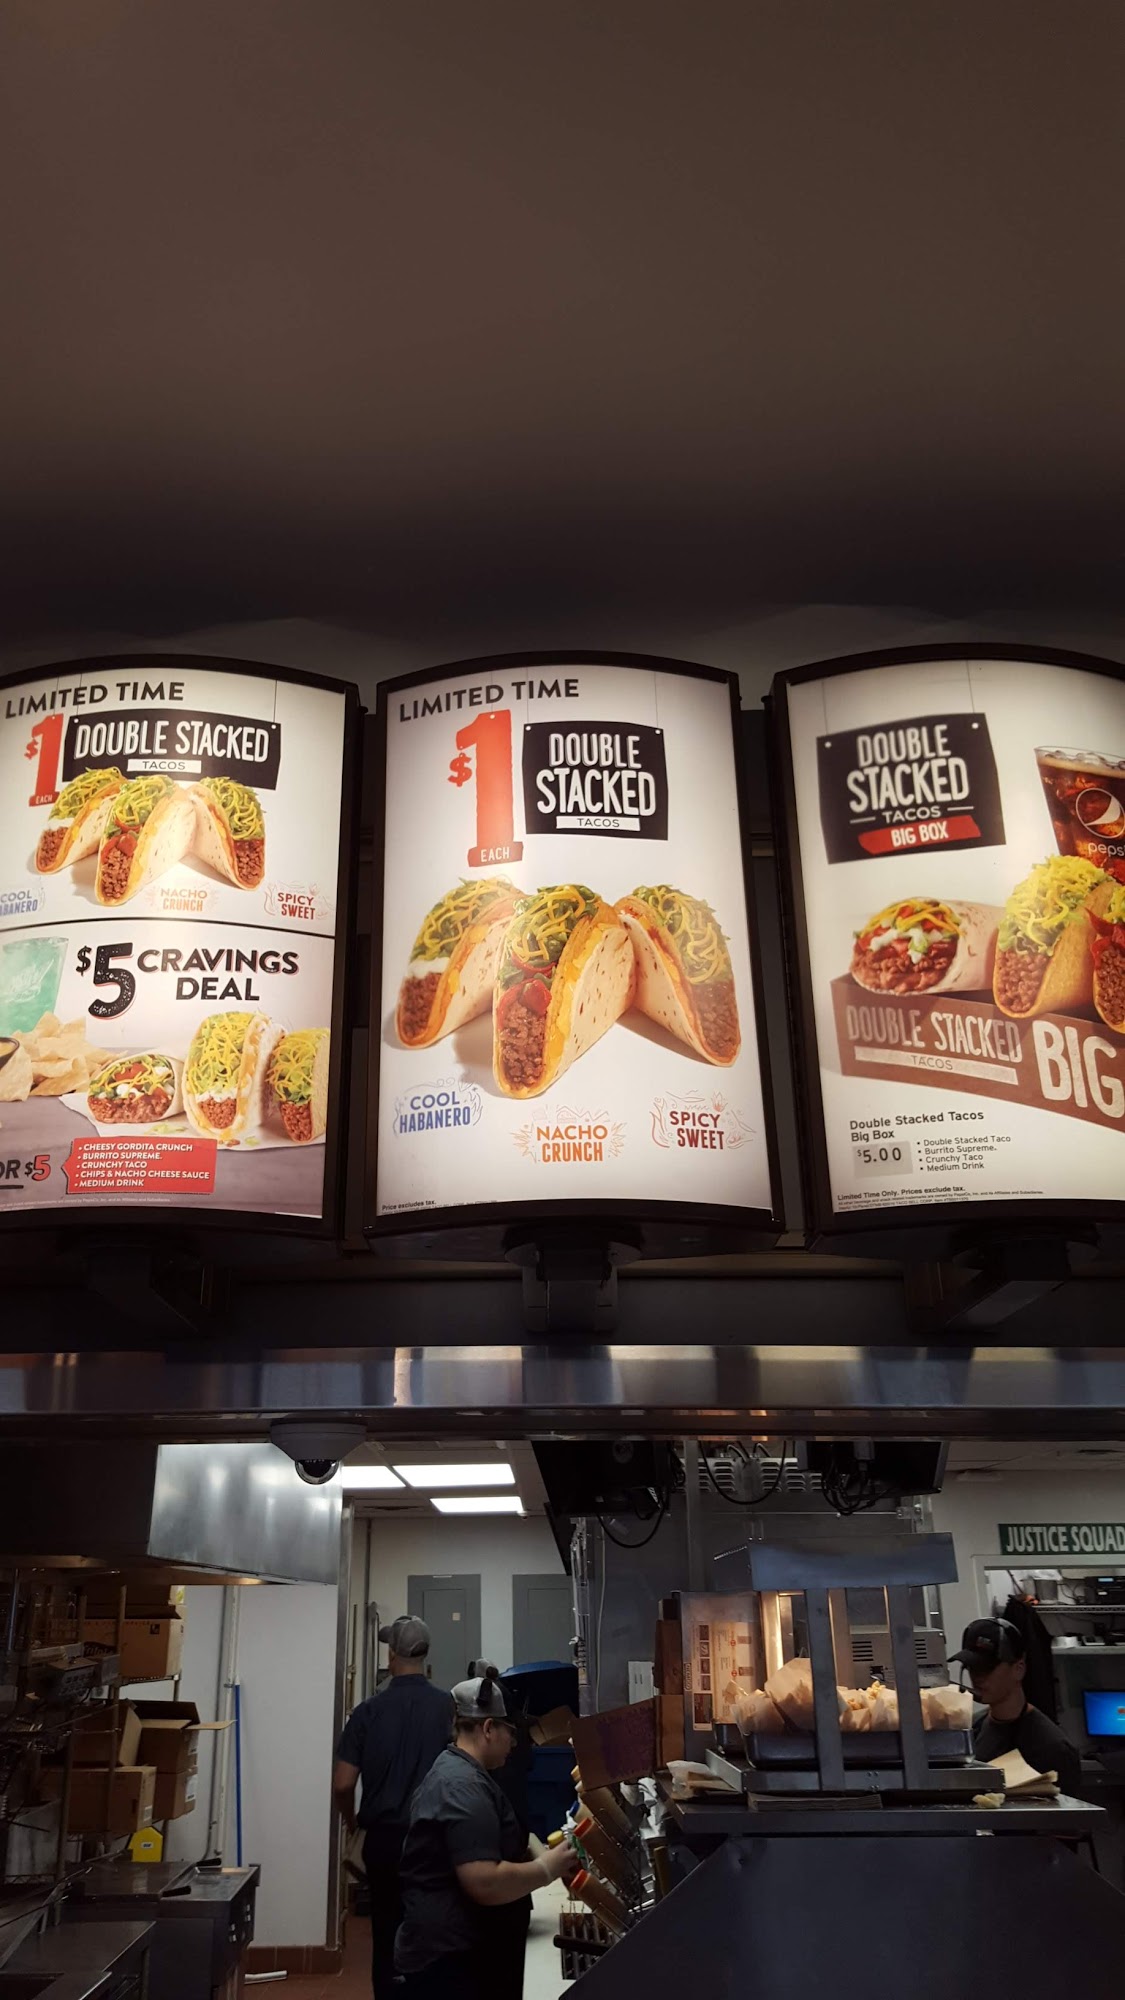 LIMITED TIME
$1
EACH
DOUBLE STACKED
TACOS
COOL
HABANERO
NACHO
CRUNCH
SPICY
SWEET
$5 CRAVINGS
DEAL
OR $5
• CHEESY GORDITA CRUNCH
• BURRITO SUPREME.
• CRUNCHY TACO
• CHIPS & NACHO CHEESE SAUCE
• MEDIUM DRINK
LIMITED TIME
$1
EACH
DOUBLE
STACKED
TACOS
COOL
HABANERO
NACHO
CRUNCH
SPICY
SWEET
Price excludes tax.
DOUBLE
STACKED
TACOS
BIG BOX
peps
DOUBLE STACKED
TACOS
BIG
Double Stacked Tacos
Big Box
$5.00
• Double Stacked Taco
• Burrito Supreme.
• Crunchy Taco
• Medium Drink
Limited Time Only. Prices exclude tax.
JUSTICE SQUAD